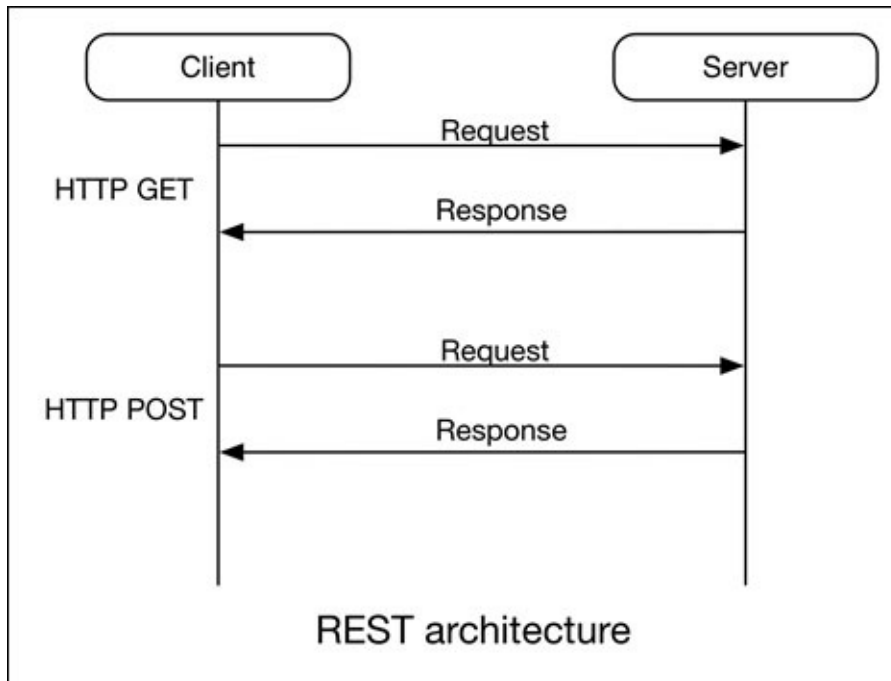 Client
Server
Request
HTTP GET
Response
Request
HTTP POST
Response
REST architecture